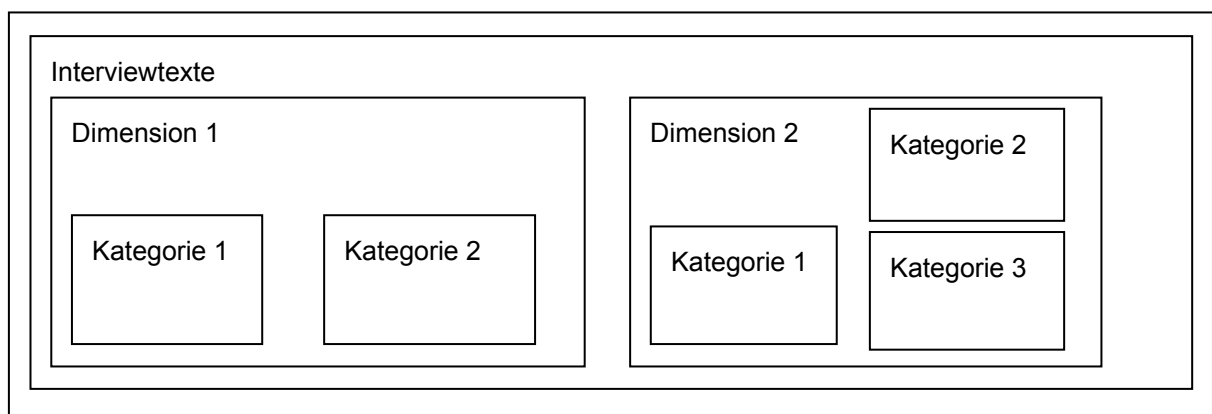 Interviewtexte
Dimension 1
Kategorie 1
Kategorie 2
Dimension 2
Kategorie 1
Kategorie 2
Kategorie 3